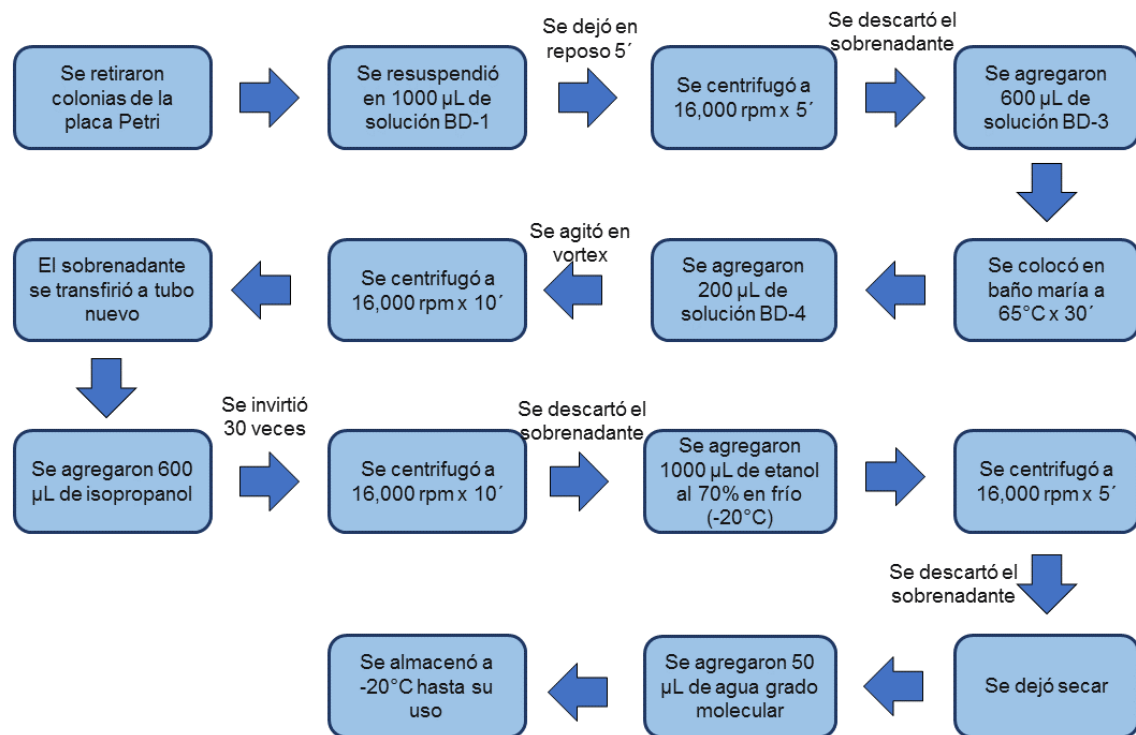 Se retiraron
colonias de la
placa Petri
Se resuspendió
en 1000 µL de
solución BD-1
Se dejó en
reposo 5´
Se centrifugó a
16,000 rpm x 5´
Se descartó el
sobrenadante
Se agregaron
600 µL de
solución BD-3
Se colocó en
baño maría a
65°C x 30´
Se agregaron
200 µL de
solución BD-4
Se agitó en
vortex
Se centrifugó a
16,000 rpm x 10´
El sobrenadante
se transfirió a tubo
nuevo
Se agregaron 600
µL de isopropanol
Se invirtió
30 veces
Se centrifugó a
16,000 rpm x 10´
Se descartó el
sobrenadante
Se agregaron
1000 µL de etanol
al 70% en frío
(-20°C)
Se centrifugó a
16,000 rpm x 5´
Se descartó el
sobrenadante
Se dejó secar
Se agregaron 50
µL de agua grado
molecular
Se almacenó a
-20°C hasta su
uso